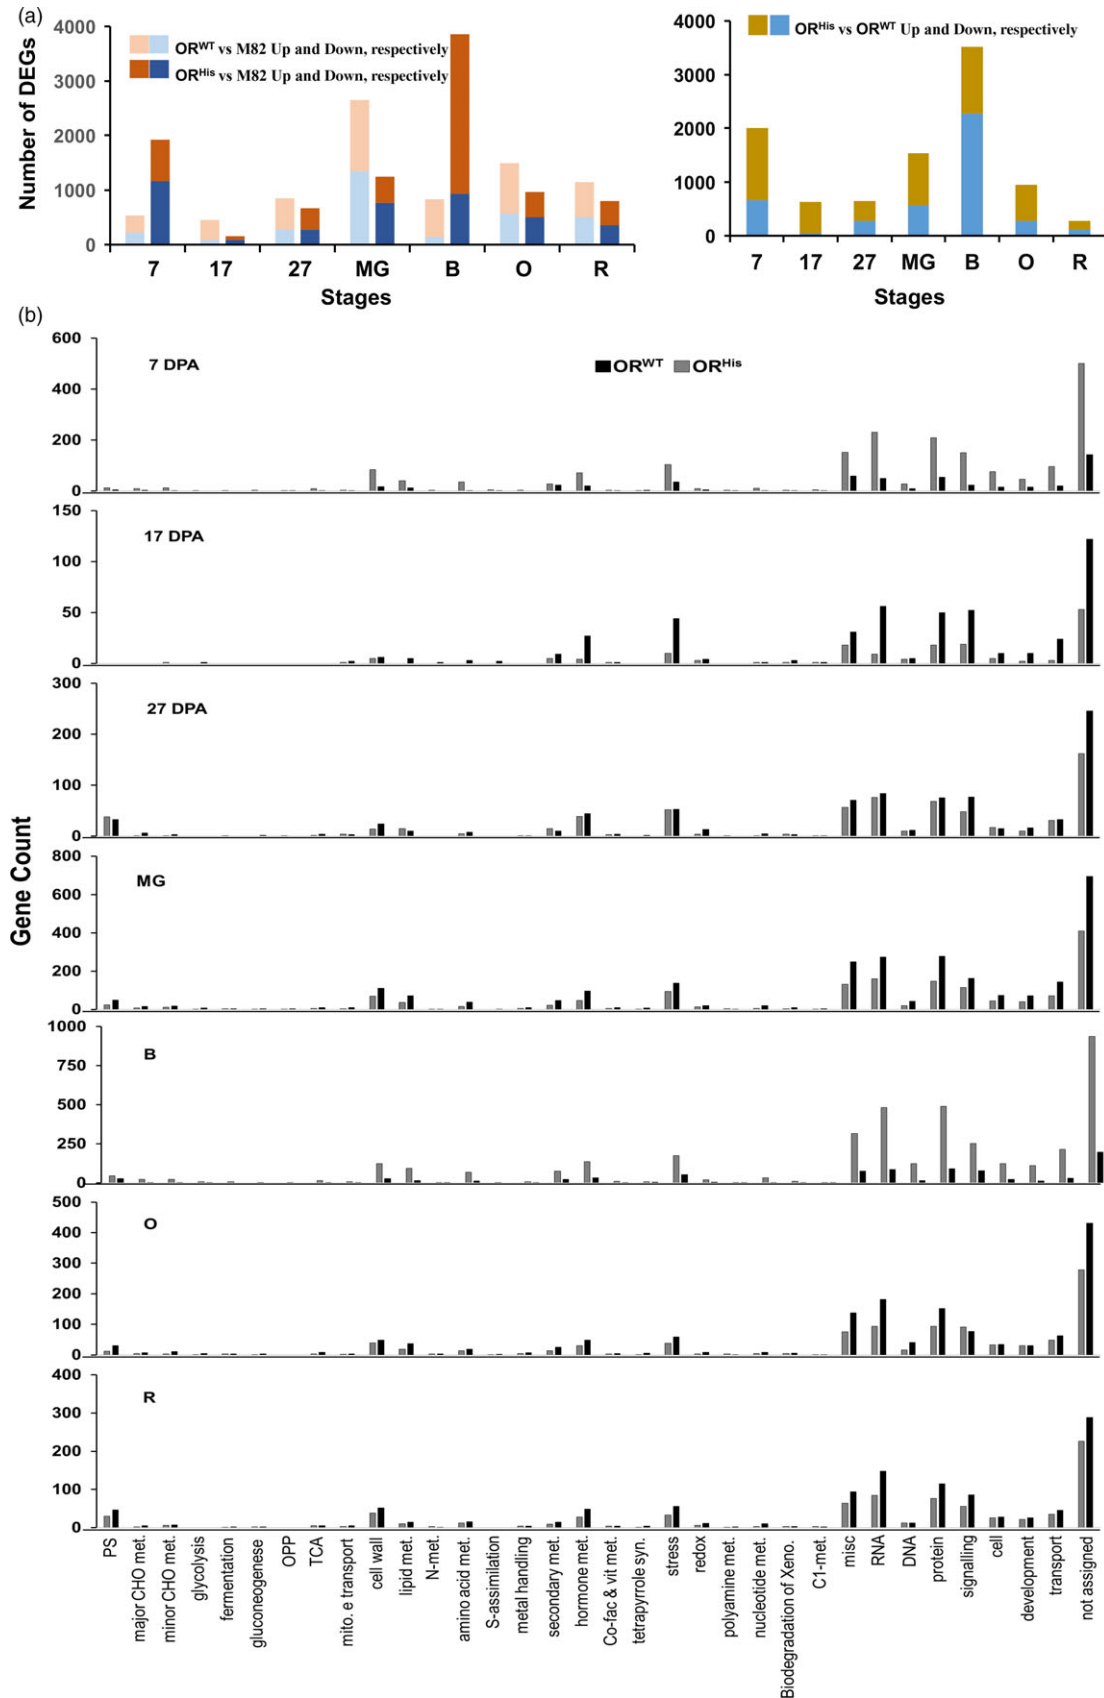 (a)
Number of DEGs
4000
3000
2000
1000
0
OR^WT vs M82 Up and Down, respectively
OR^His vs M82 Up and Down, respectively
7 17 27 MG B O R
Stages
4000
3000
2000
1000
0
OR^His vs OR^WT Up and Down, respectively
7 17 27 MG B O R
Stages
(b)
Gene Count
600
400
200
0
7 DPA
OR^WT OR^His
150
100
50
0
17 DPA
300
200
100
0
27 DPA
800
600
400
200
0
MG
1000
750
500
250
0
B
500
400
300
200
100
0
O
400
300
200
100
0
R
PS
major CHO met.
minor CHO met.
glycolysis
fermentation
gluconeogenese
OPP
TCA
mito. e transport
cell wall
lipid met.
N-met.
amino acid met.
S-assimilation
metal handling
secondary met.
hormone met.
Co-fac & vit met.
tetrapyrrole syn.
stress
redox
polyamine met.
nucleotide met.
Biodegradation of Xeno.
C1-met.
misc
RNA
DNA
protein
signalling
cell
development
transport
not assigned